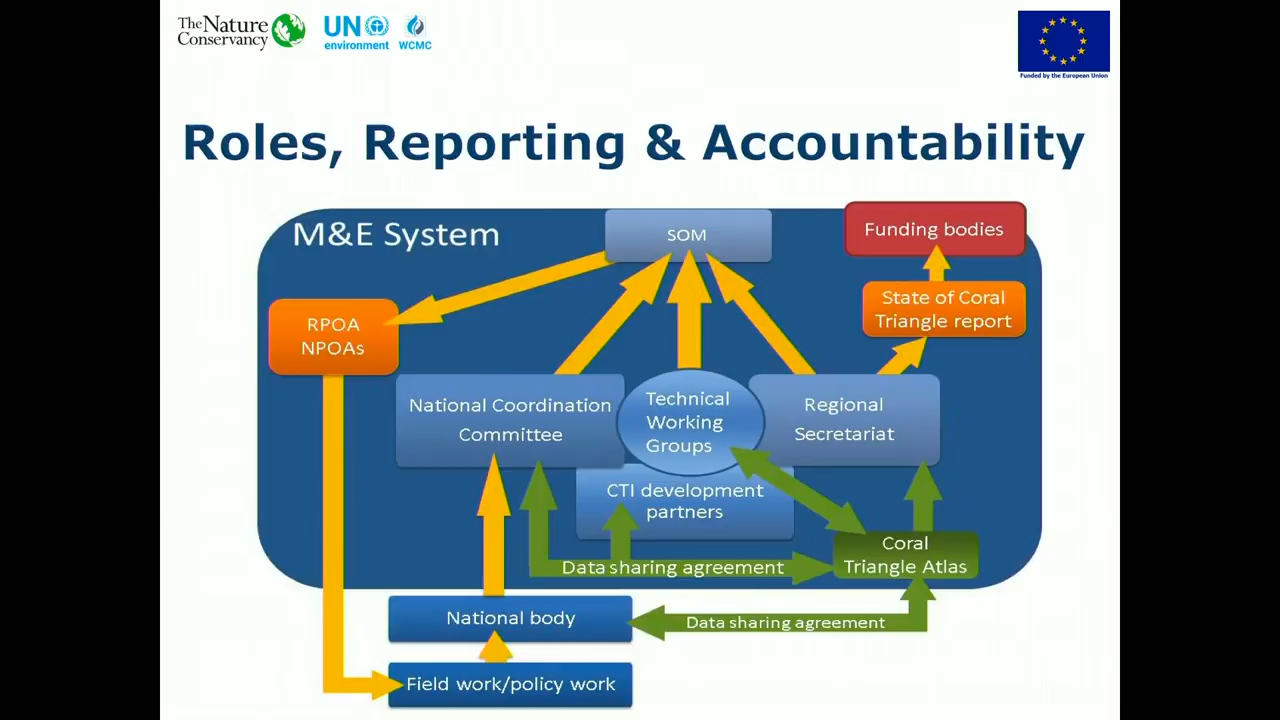 The Nature
Conservancy
UN
environment
WCMC
Funded by the European Union
Roles, Reporting & Accountability
M&E System
SOM
Funding bodies
State of Coral
Triangle report
RPOA
NPOAs
National Coordination
Committee
Technical
Working
Groups
Regional
Secretariat
CTI development
partners
Coral
Triangle Atlas
Data sharing agreement
National body
Data sharing agreement
Field work/policy work